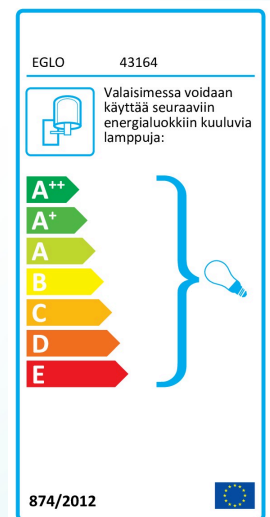 EGLO 43164
Valaisimessa voidaan
käyttää seuraaviin
energialuokkiin kuuluvia
lamppuja:
A++
A+
A
B
C
D
E
874/2012